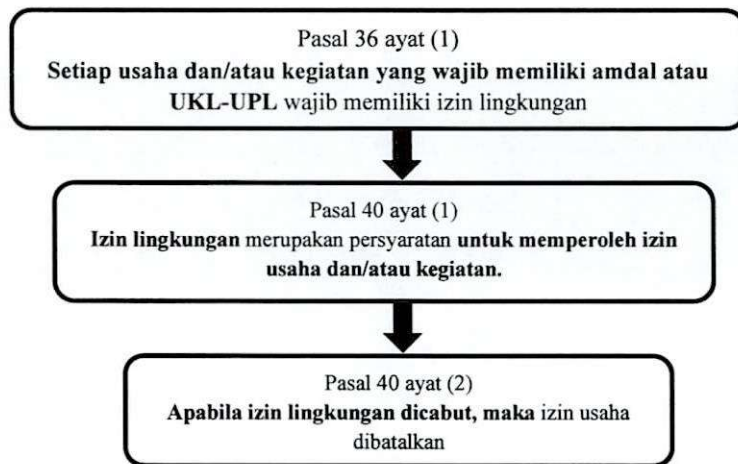 Pasal 36 ayat (1)
Setiap usaha dan/atau kegiatan yang wajib memiliki amdal atau
UKL-UPL wajib memiliki izin lingkungan
Pasal 40 ayat (1)
Izin lingkungan merupakan persyaratan untuk memperoleh izin
usaha dan/atau kegiatan.
Pasal 40 ayat (2)
Apabila izin lingkungan dicabut, maka izin usaha
dibatalkan